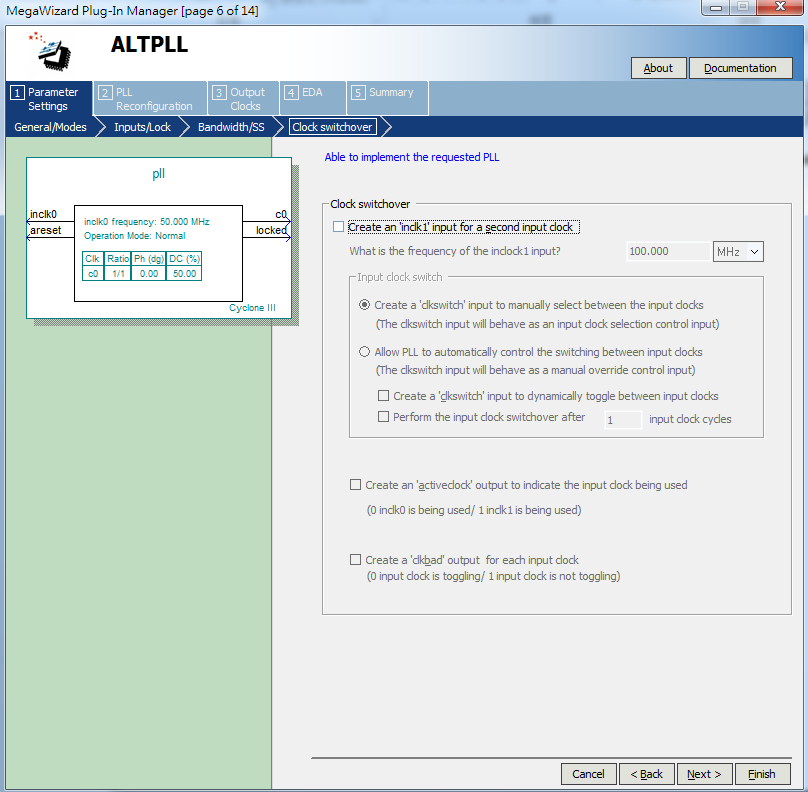 MegaWizard Plug-In Manager [page 6 of 14]
ALTPLL
About
Documentation
1 Parameter Settings
2 PLL Reconfiguration
3 Output Clocks
4 EDA
5 Summary
General/Modes
Inputs/Lock
Bandwidth/SS
Clock switchover
pll
inclk0
areset
inclk0 frequency: 50.000 MHz
Operation Mode: Normal
Clk Ratio Ph (dg) DC (%)
c0 1/1 0.00 50.00
c0
locked
Cyclone III
Able to implement the requested PLL
Clock switchover
Create an 'inclk1' input for a second input clock
What is the frequency of the inclock1 input?
100.000
MHz
Input clock switch
Create a 'clkswitch' input to manually select between the input clocks
(The clkswitch input will behave as an input clock selection control input)
Allow PLL to automatically control the switching between input clocks
(The clkswitch input will behave as a manual override control input)
Create a 'clkswitch' input to dynamically toggle between input clocks
Perform the input clock switchover after 1 input clock cycles
Create an 'activeclock' output to indicate the input clock being used
(0 inclk0 is being used/ 1 inclk1 is being used)
Create a 'clkbad' output for each input clock
(0 input clock is toggling/ 1 input clock is not toggling)
Cancel
< Back
Next >
Finish